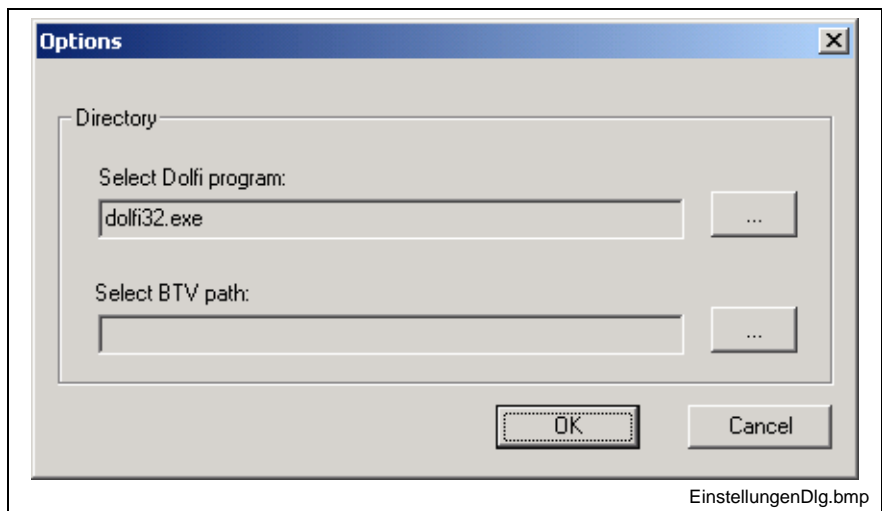 Options
Directory
Select Dolfi program:
dolfi32.exe
...
Select BTV path:
...
OK
Cancel
EinstellungenDlg.bmp